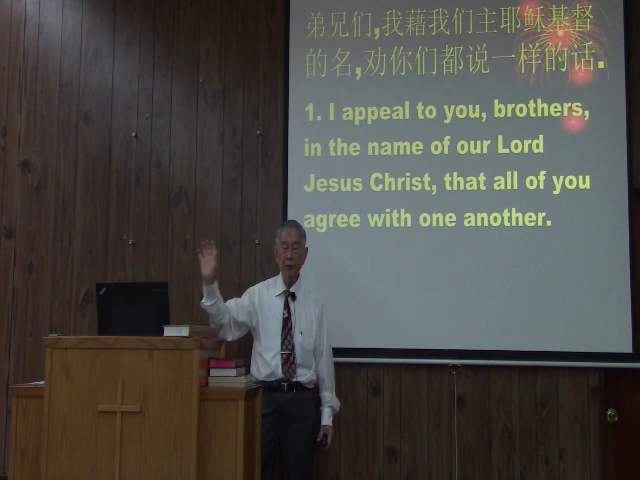 弟兄们,我藉我们主耶稣基督
的名,劝你们都说一样的话.
1. I appeal to you, brothers,
in the name of our Lord
Jesus Christ, that all of you
agree with one another.